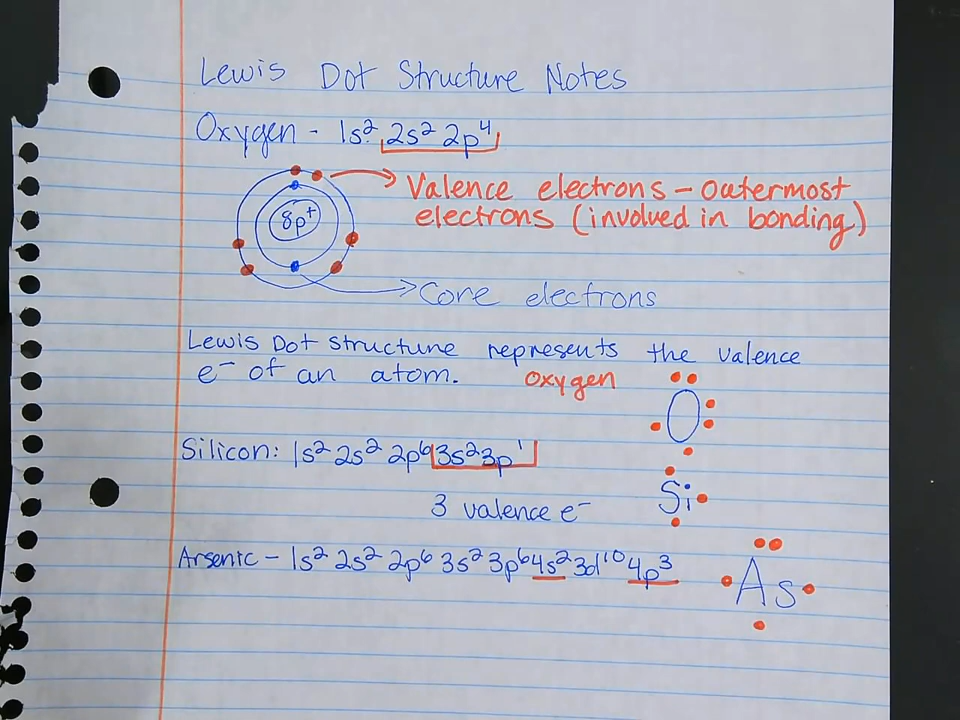 Lewis Dot Structure Notes
Oxygen - 1s² 2s² 2p⁴
8p⁺
Valence electrons - outermost
electrons (involved in bonding)
Core electrons
Lewis Dot Structure represents the valence
e⁻ of an atom. oxygen
O
Silicon: 1s² 2s² 2p⁶ 3s² 3p¹
3 valence e⁻ Si
Arsenic - 1s² 2s² 2p⁶ 3s² 3p⁶ 4s² 3d¹⁰ 4p³ As